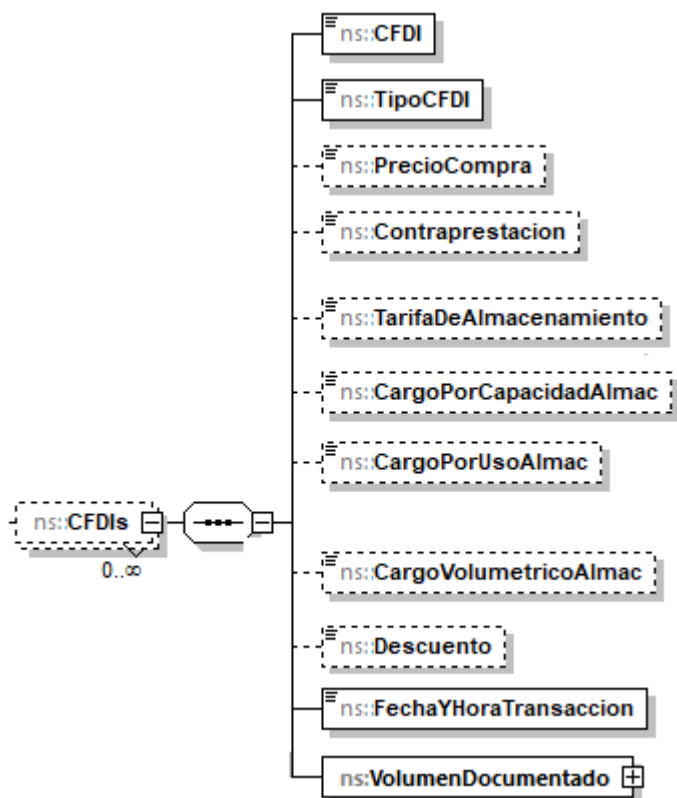 ns::CFDI
ns::TipoCFDI
ns::PrecioCompra
ns::Contraprestacion
ns::TarifaDeAlmacenamiento
ns::CargoPorCapacidadAlmac
ns::CargoPorUsoAlmac
ns::CFDIs
0..∞
ns::CargoVolumetricoAlmac
ns::Descuento
ns::FechaYHoraTransaccion
ns:VolumenDocumentado